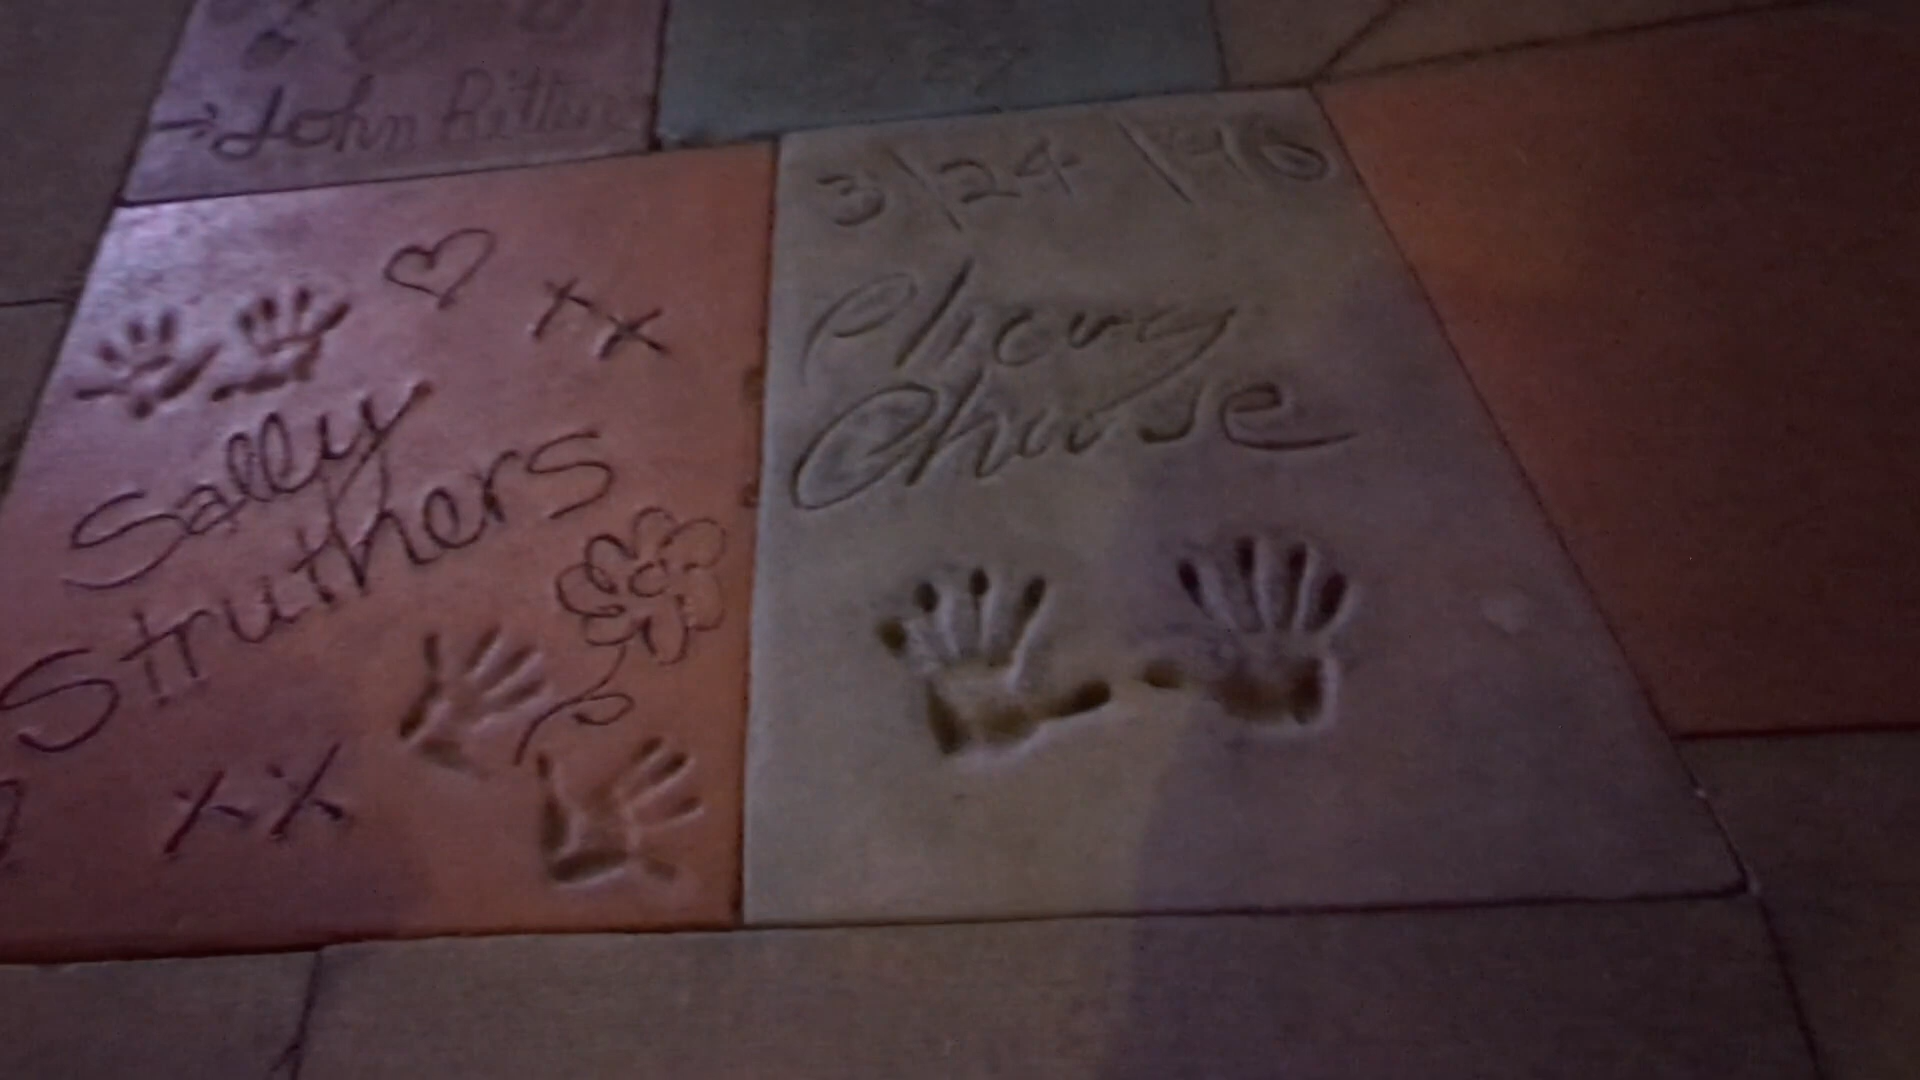 John Ritter
3/24/96
Chevy
Chase
XX
Sally
Struthers
XX